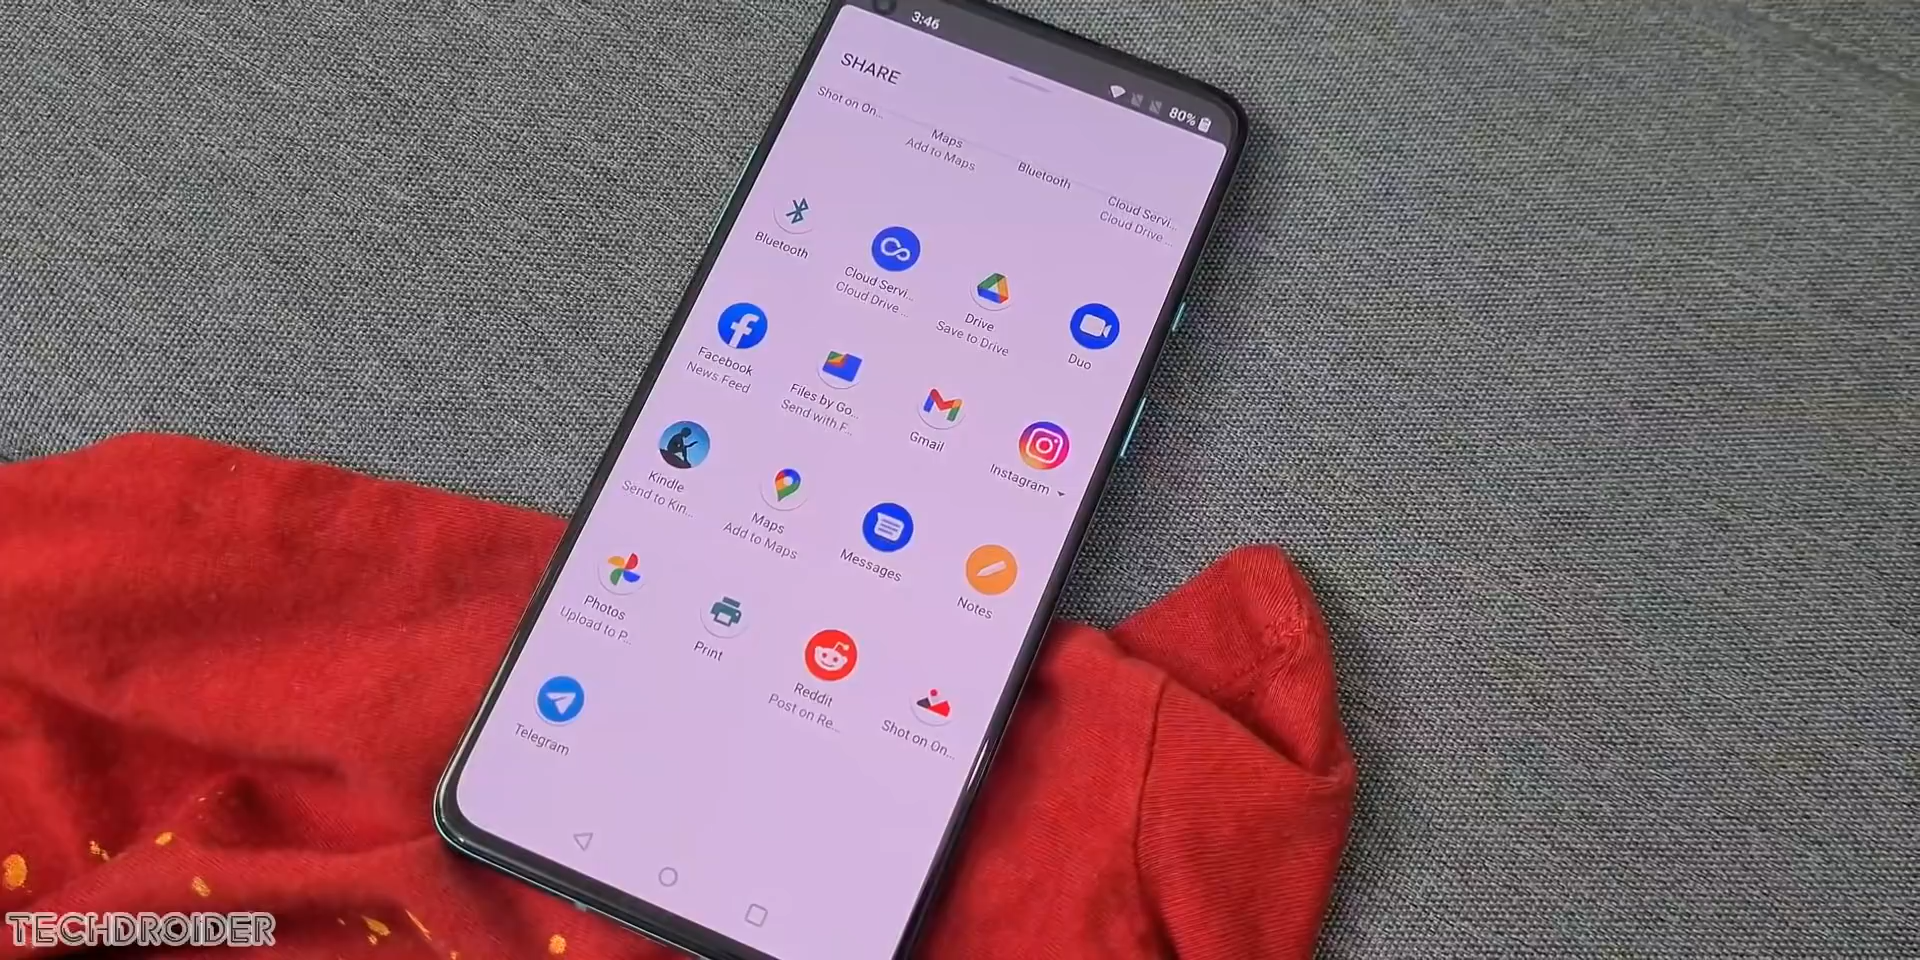 3:46
80%
SHARE
Shot on On...
Maps
Add to Maps
Bluetooth
Cloud Servi...
Cloud Drive ...
Bluetooth
Cloud Servi...
Cloud Drive ...
Drive
Save to Drive
Duo
Facebook
News Feed
Files by Go...
Send with F...
Gmail
Instagram
Kindle
Send to Kin...
Maps
Add to Maps
Messages
Notes
Photos
Upload to P...
Print
Reddit
Post on Re...
Shot on On...
Telegram
TECHDROIDER